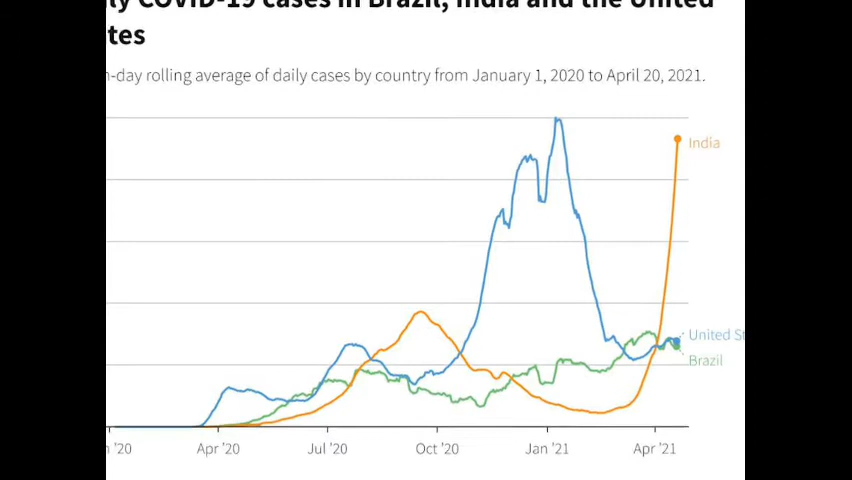 ly COVID-19 cases in Brazil, India and the United
tes
n-day rolling average of daily cases by country from January 1, 2020 to April 20, 2021.
India
United St
Brazil
n '20
Apr '20
Jul '20
Oct '20
Jan '21
Apr '21